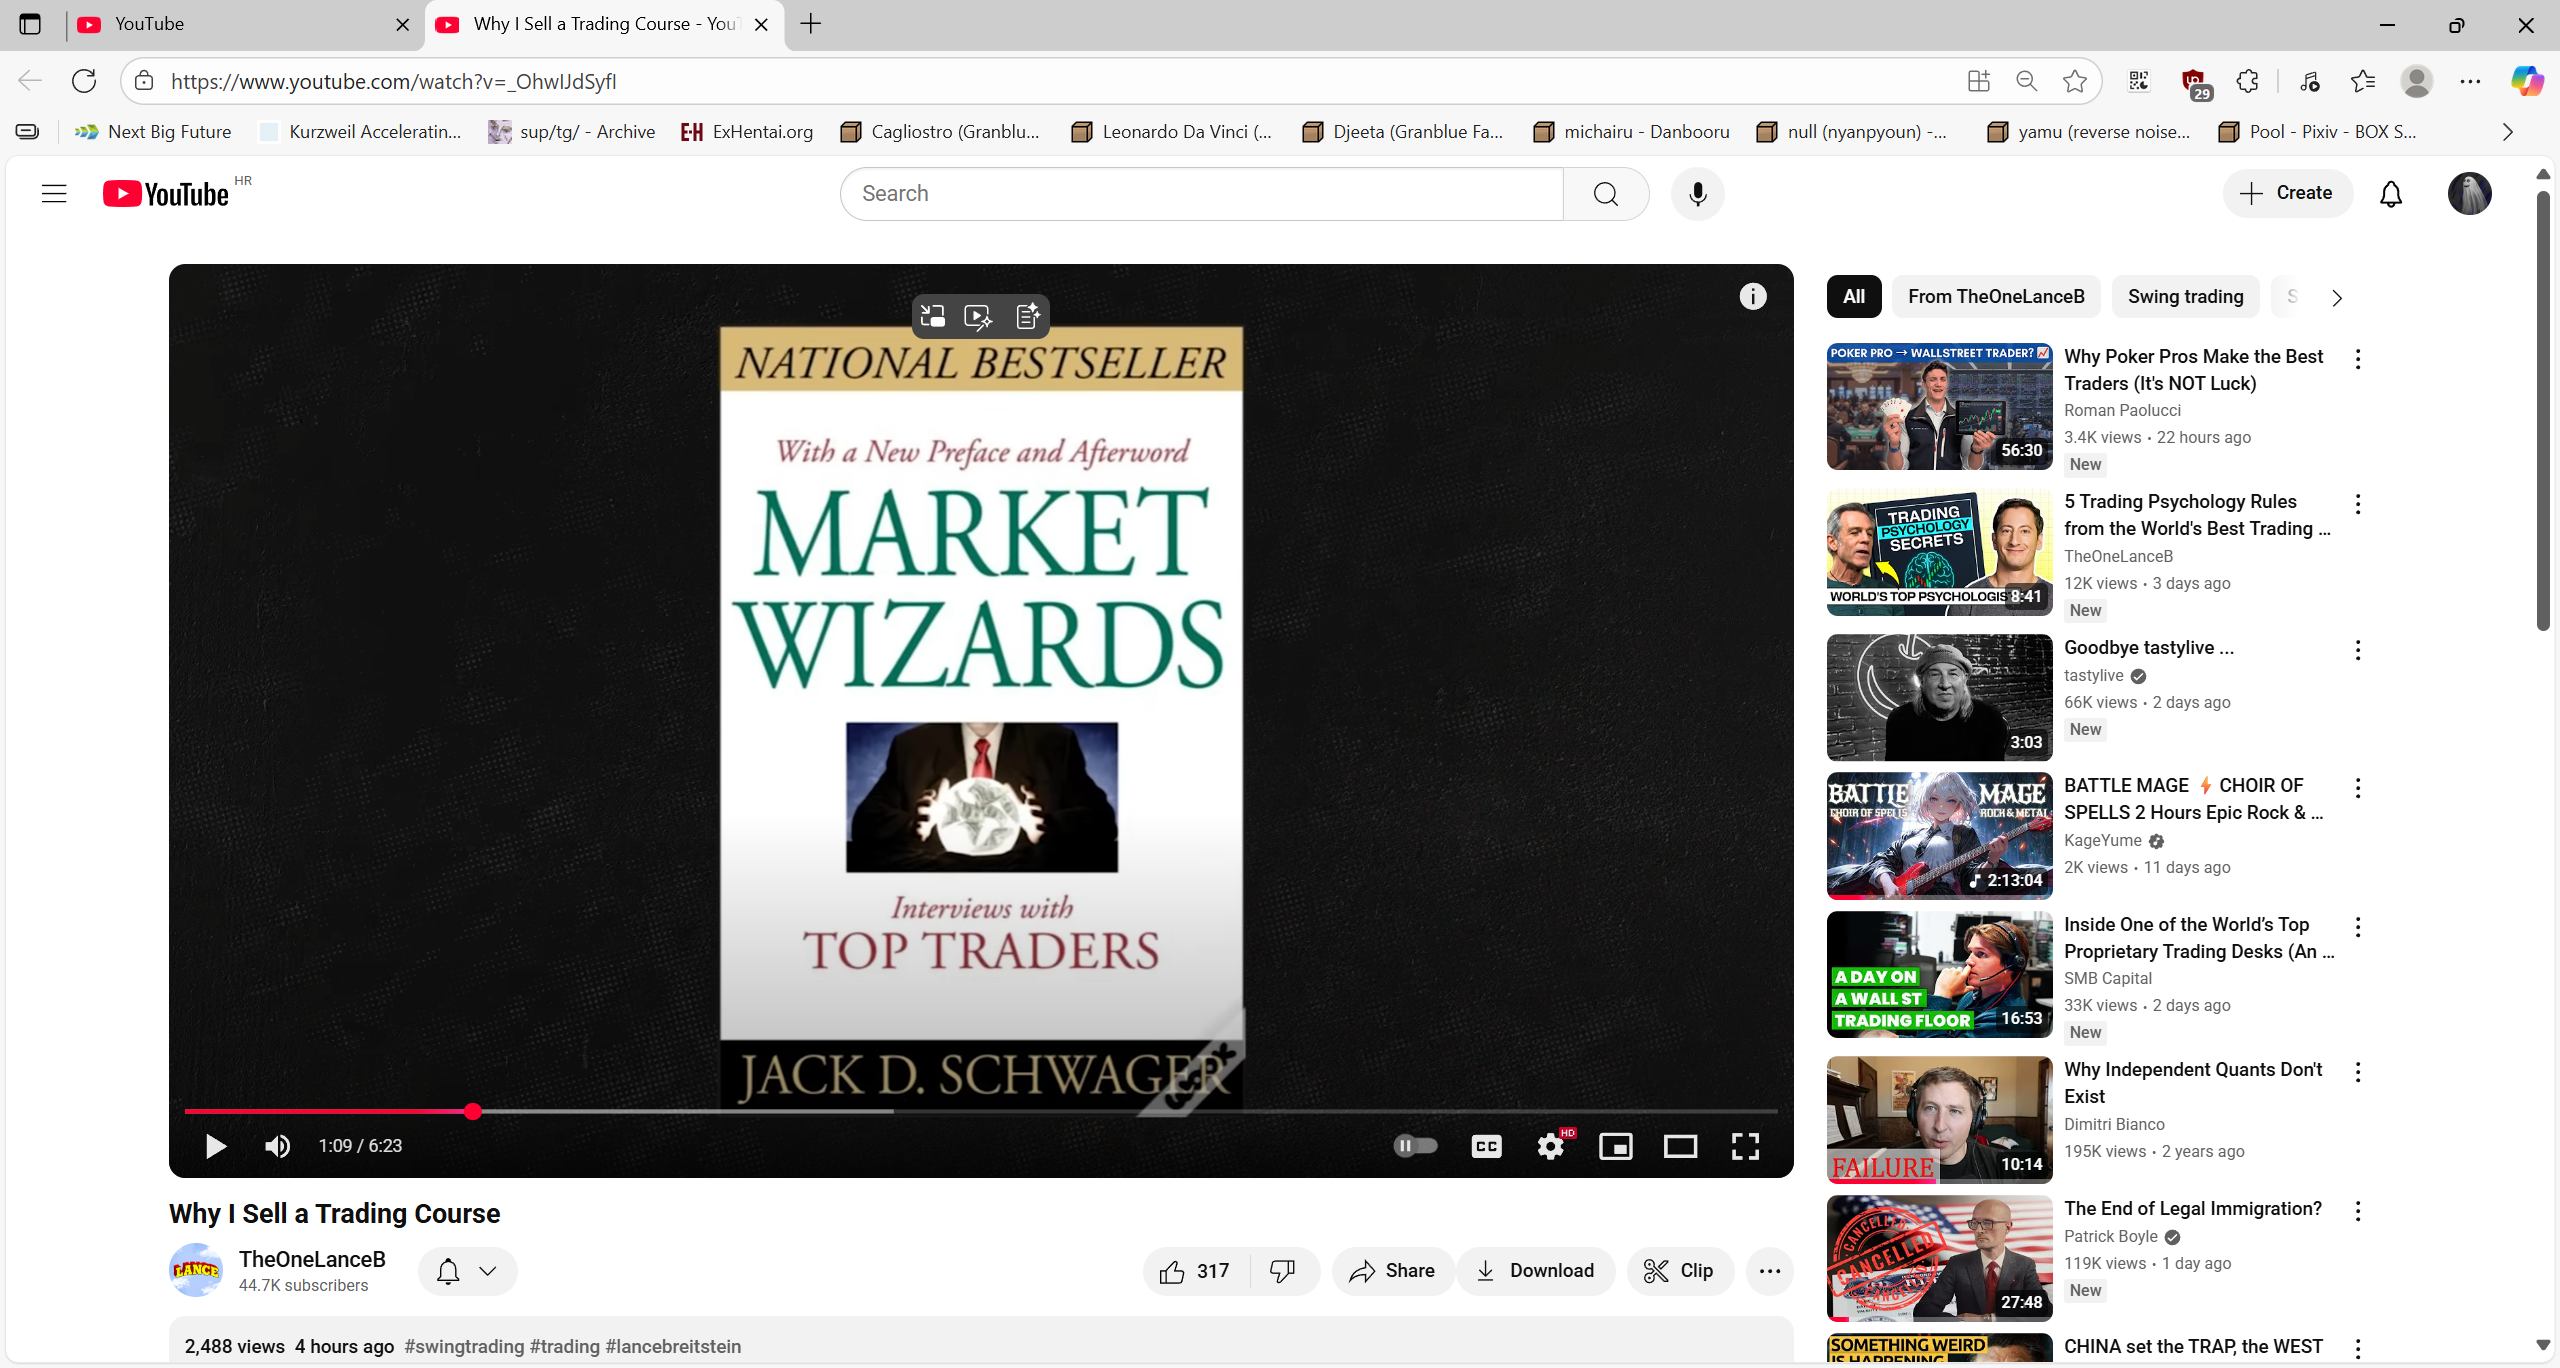 YouTube
Why I Sell a Trading Course - You
https://www.youtube.com/watch?v=_OhwIJdSyfI
29
Next Big Future
Kurzweil Acceleratin...
sup/tg/ - Archive
E-H
ExHentai.org
Cagliostro (Granblu...
Leonardo Da Vinci (...
Djeeta (Granblue Fa...
michairu - Danbooru
null (nyanpyoun) -...
yamu (reverse noise...
Pool - Pixiv - BOX S...
YouTube HR
Search
Create
NATIONAL BESTSELLER
With a New Preface and Afterword
MARKET
WIZARDS
Interviews with
TOP TRADERS
JACK D. SCHWAGER
1:09 / 6:23
CC
HD
Why I Sell a Trading Course
LANCE
TheOneLanceB
44.7K subscribers
317
Share
Download
Clip
2,488 views 4 hours ago #swingtrading #trading #lancebreitstein
All
From TheOneLanceB
Swing trading
S
POKER PRO → WALLSTREET TRADER?
56:30
Why Poker Pros Make the Best
Traders (It's NOT Luck)
Roman Paolucci
3.4K views • 22 hours ago
New
TRADING
PSYCHOLOGY
SECRETS
WORLD'S TOP PSYCHOLOGIS
8:41
5 Trading Psychology Rules
from the World's Best Trading ...
TheOneLanceB
12K views • 3 days ago
New
3:03
Goodbye tastylive ...
tastylive
66K views • 2 days ago
New
BATTLE MAGE
CHOIR OF SPELLS ROCK & METAL
2:13:04
BATTLE MAGE ⚡ CHOIR OF
SPELLS 2 Hours Epic Rock & ...
KageYume
2K views • 11 days ago
A DAY ON
A WALL ST
TRADING FLOOR
16:53
Inside One of the World’s Top
Proprietary Trading Desks (An ...
SMB Capital
33K views • 2 days ago
New
FAILURE
10:14
Why Independent Quants Don't
Exist
Dimitri Bianco
195K views • 2 years ago
CANCELLED
CANCELLED
CANCELLED
27:48
The End of Legal Immigration?
Patrick Boyle
119K views • 1 day ago
New
SOMETHING WEIRD
IS HAPPENING
CHINA set the TRAP, the WEST